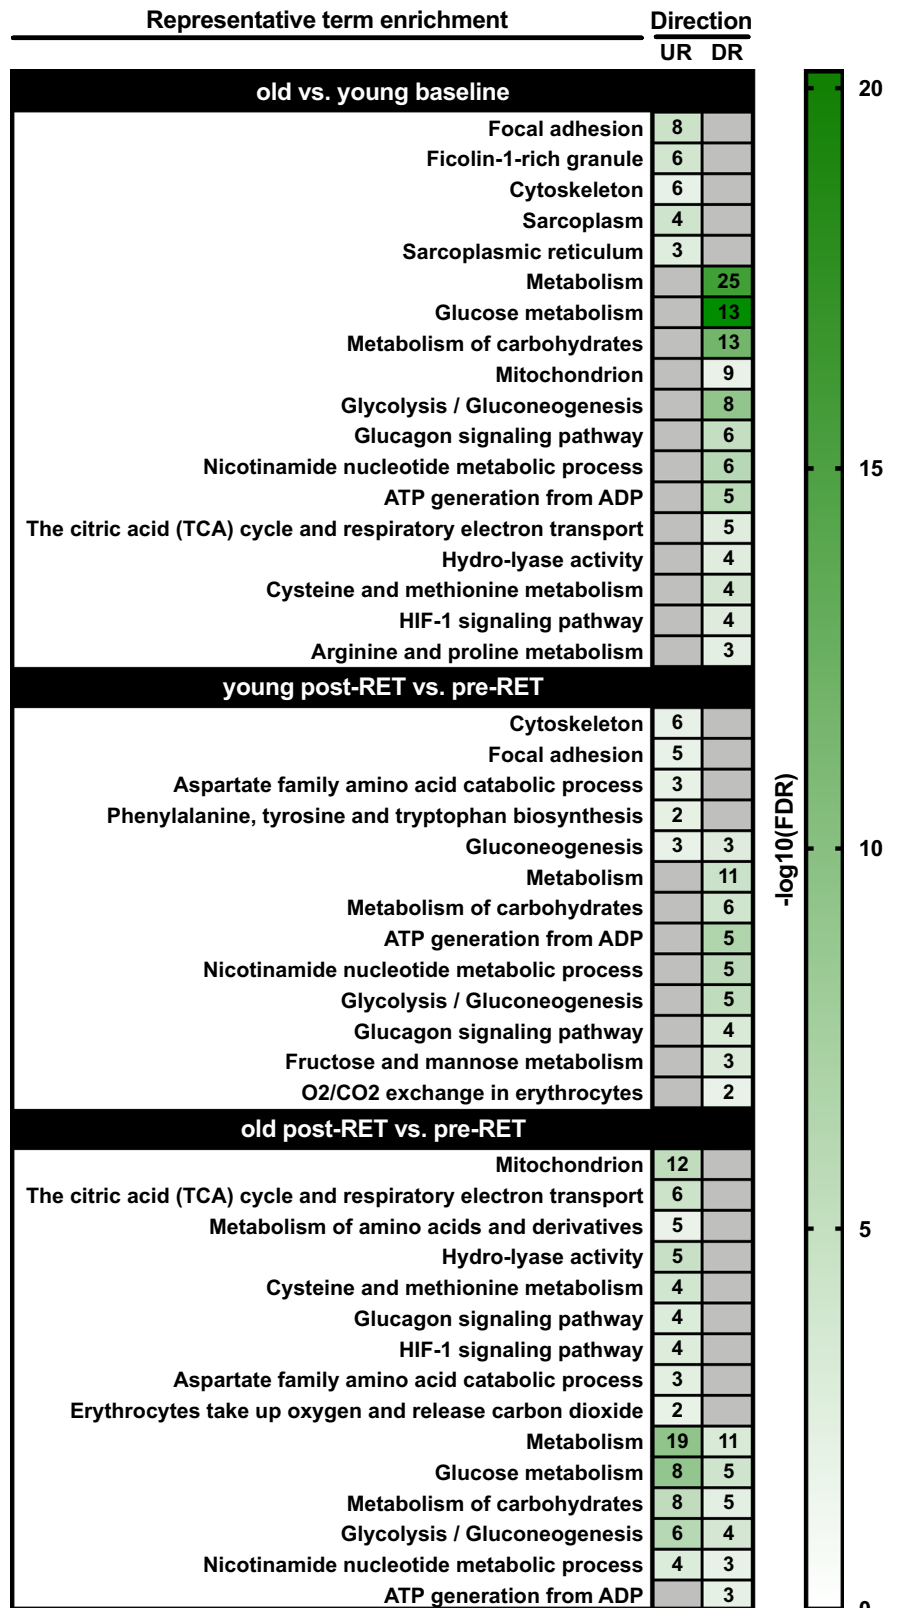 Representative term enrichment Direction
UR DR
old vs. young baseline
Focal adhesion 8
Ficolin-1-rich granule 6
Cytoskeleton 6
Sarcoplasm 4
Sarcoplasmic reticulum 3
Metabolism 25
Glucose metabolism 13
Metabolism of carbohydrates 13
Mitochondrion 9
Glycolysis / Gluconeogenesis 8
Glucagon signaling pathway 6
Nicotinamide nucleotide metabolic process 6
ATP generation from ADP 5
The citric acid (TCA) cycle and respiratory electron transport 5
Hydro-lyase activity 4
Cysteine and methionine metabolism 4
HIF-1 signaling pathway 4
Arginine and proline metabolism 3
young post-RET vs. pre-RET
Cytoskeleton 6
Focal adhesion 5
Aspartate family amino acid catabolic process 3
Phenylalanine, tyrosine and tryptophan biosynthesis 2
Gluconeogenesis 3 3
Metabolism 11
Metabolism of carbohydrates 6
ATP generation from ADP 5
Nicotinamide nucleotide metabolic process 5
Glycolysis / Gluconeogenesis 5
Glucagon signaling pathway 4
Fructose and mannose metabolism 3
O2/CO2 exchange in erythrocytes 2
old post-RET vs. pre-RET
Mitochondrion 12
The citric acid (TCA) cycle and respiratory electron transport 6
Metabolism of amino acids and derivatives 5
Hydro-lyase activity 5
Cysteine and methionine metabolism 4
Glucagon signaling pathway 4
HIF-1 signaling pathway 4
Aspartate family amino acid catabolic process 3
Erythrocytes take up oxygen and release carbon dioxide 2
Metabolism 19 11
Glucose metabolism 8 5
Metabolism of carbohydrates 8 5
Glycolysis / Gluconeogenesis 6 4
Nicotinamide nucleotide metabolic process 4 3
ATP generation from ADP 3
-log10(FDR)
20
15
10
5
0